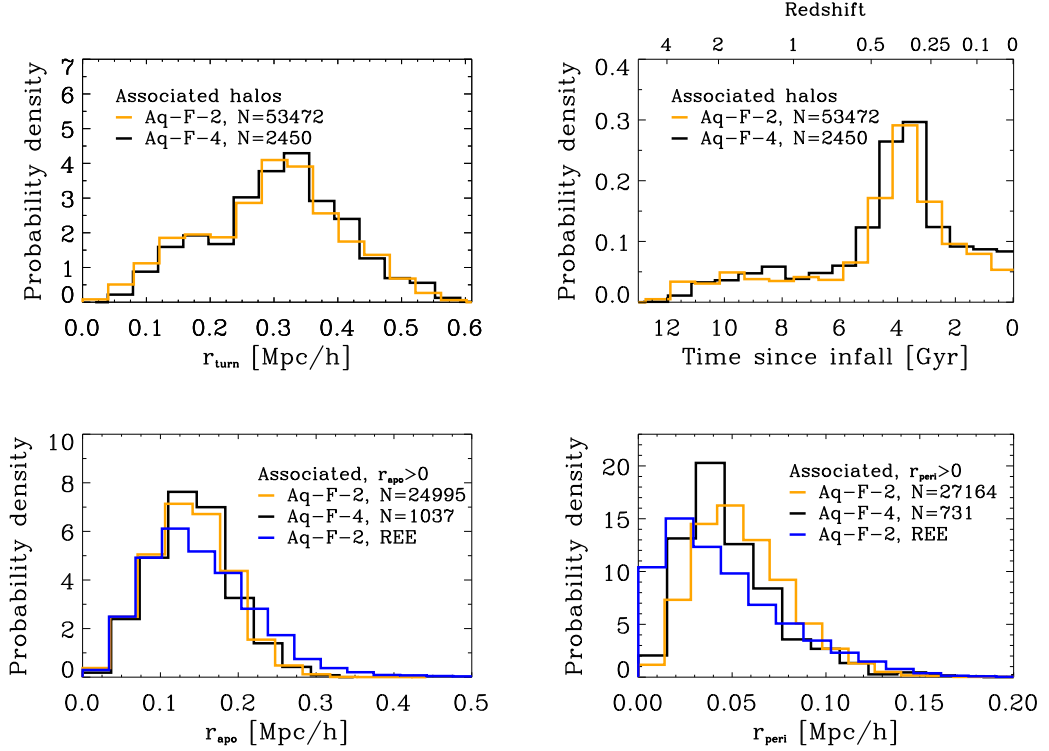 Redshift
4 2 1 0.5 0.25 0.1 0
Probability density
7
6
5
4
3
2
1
0
Associated halos
Aq-F-2, N=53472
Aq-F-4, N=2450
0.0 0.1 0.2 0.3 0.4 0.5 0.6
r_turn [Mpc/h]
Probability density
0.4
0.3
0.2
0.1
0.0
Associated halos
Aq-F-2, N=53472
Aq-F-4, N=2450
12 10 8 6 4 2 0
Time since infall [Gyr]
Probability density
10
8
6
4
2
0
Associated, r_apo>0
Aq-F-2, N=24995
Aq-F-4, N=1037
Aq-F-2, REE
0.0 0.1 0.2 0.3 0.4 0.5
r_apo [Mpc/h]
Probability density
20
15
10
5
0
Associated, r_peri>0
Aq-F-2, N=27164
Aq-F-4, N=731
Aq-F-2, REE
0.00 0.05 0.10 0.15 0.20
r_peri [Mpc/h]